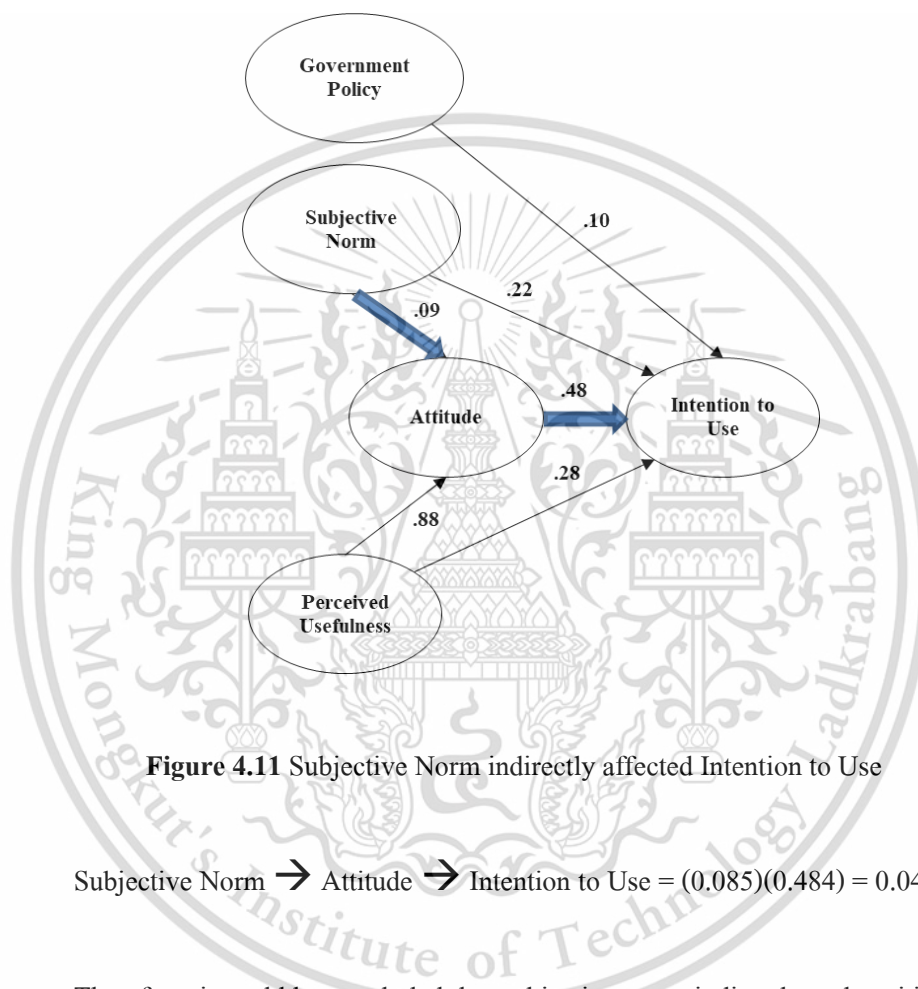 Government
Policy
Subjective
Norm
.10
.22
.09
Attitude
.48
Intention to
Use
.28
.88
Perceived
Usefulness
King Mongkut's Institute of Technology Ladkrabang
Figure 4.11 Subjective Norm indirectly affected Intention to Use
Subjective Norm → Attitude → Intention to Use = (0.085)(0.484) = 0.04